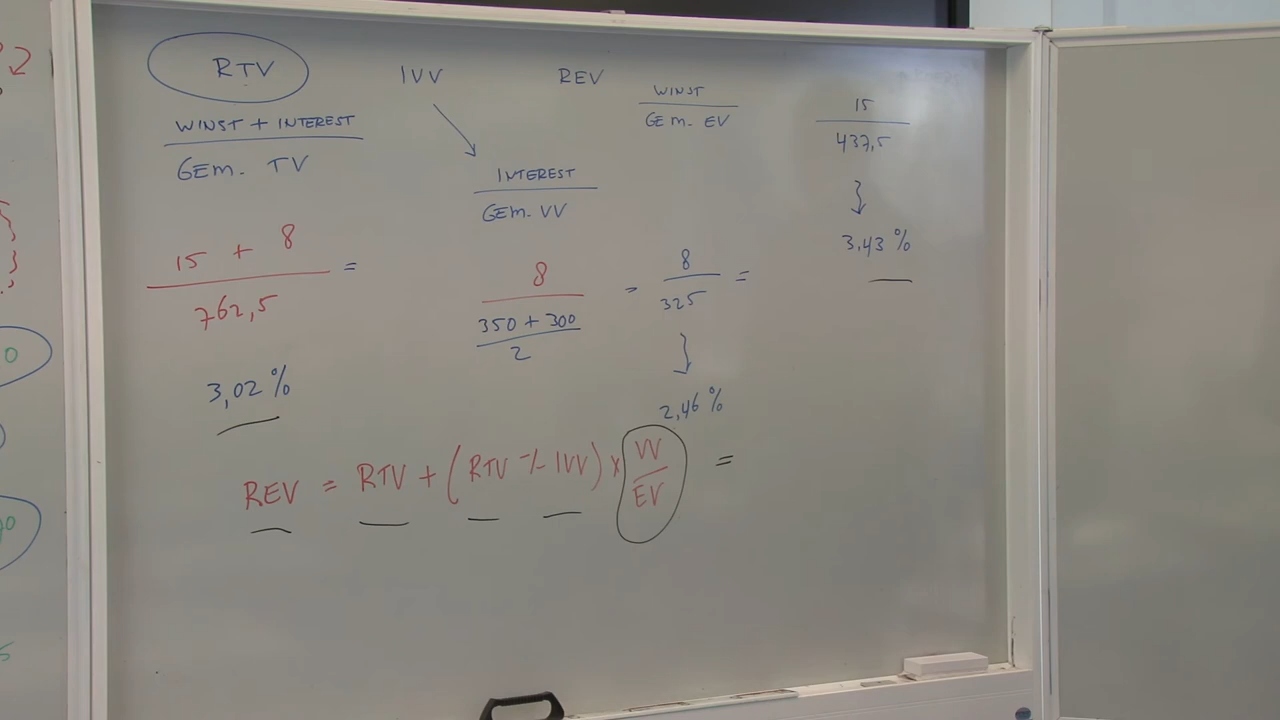 RTV IVV REV
WINST + INTEREST
GEM. TV
INTEREST
GEM. VV
WINST
GEM. EV
15
437,5
3,43 %
15 + 8
762,5
=
3,02 %
8
350 + 300
2
=
8
325
=
2,46 %
REV = RTV + (RTV -/- IVV) x VV
EV
=